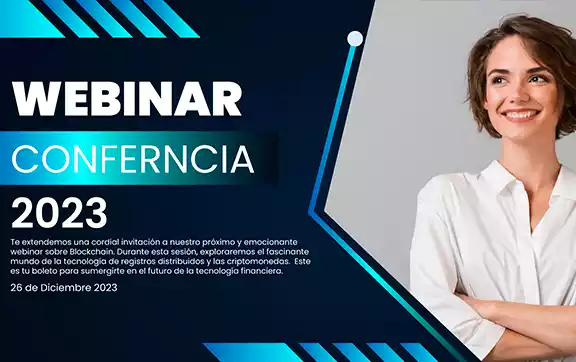 WEBINAR
CONFERNCIA
2023
Te extendemos una cordial invitación a nuestro próximo y emocionante
webinar sobre Blockchain. Durante esta sesión, exploraremos el fascinante
mundo de la tecnología de registros distribuidos y las criptomonedas. Este
es tu boleto para sumergirte en el futuro de la tecnología financiera.
26 de Diciembre 2023